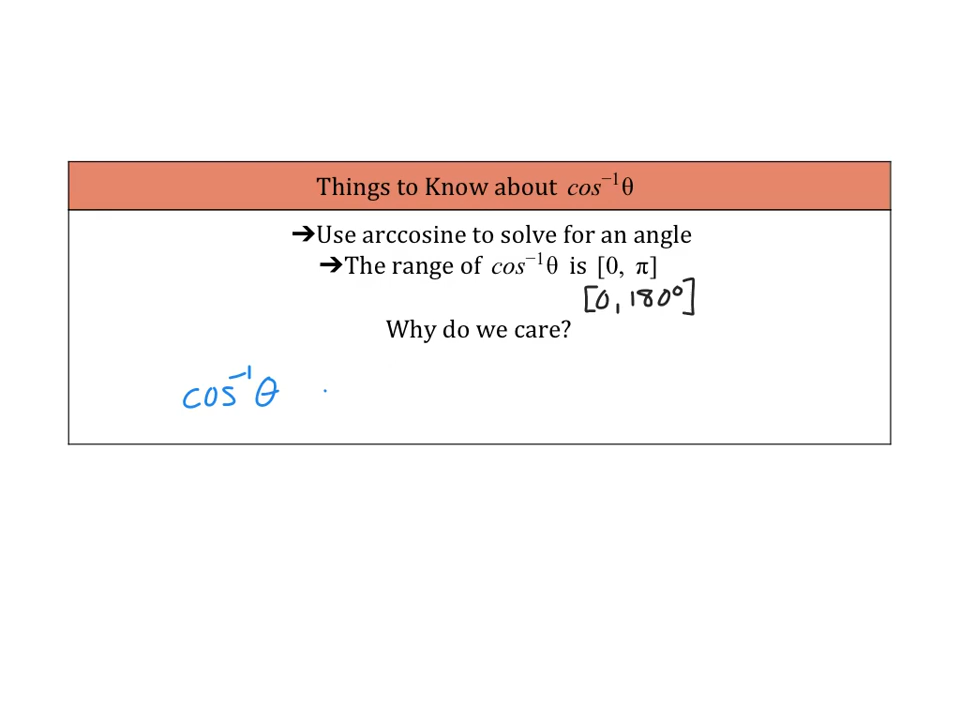 Things to Know about cos⁻¹θ
➔Use arccosine to solve for an angle
➔The range of cos⁻¹θ is [0, π]
[0, 180°]
Why do we care?
cos⁻¹θ